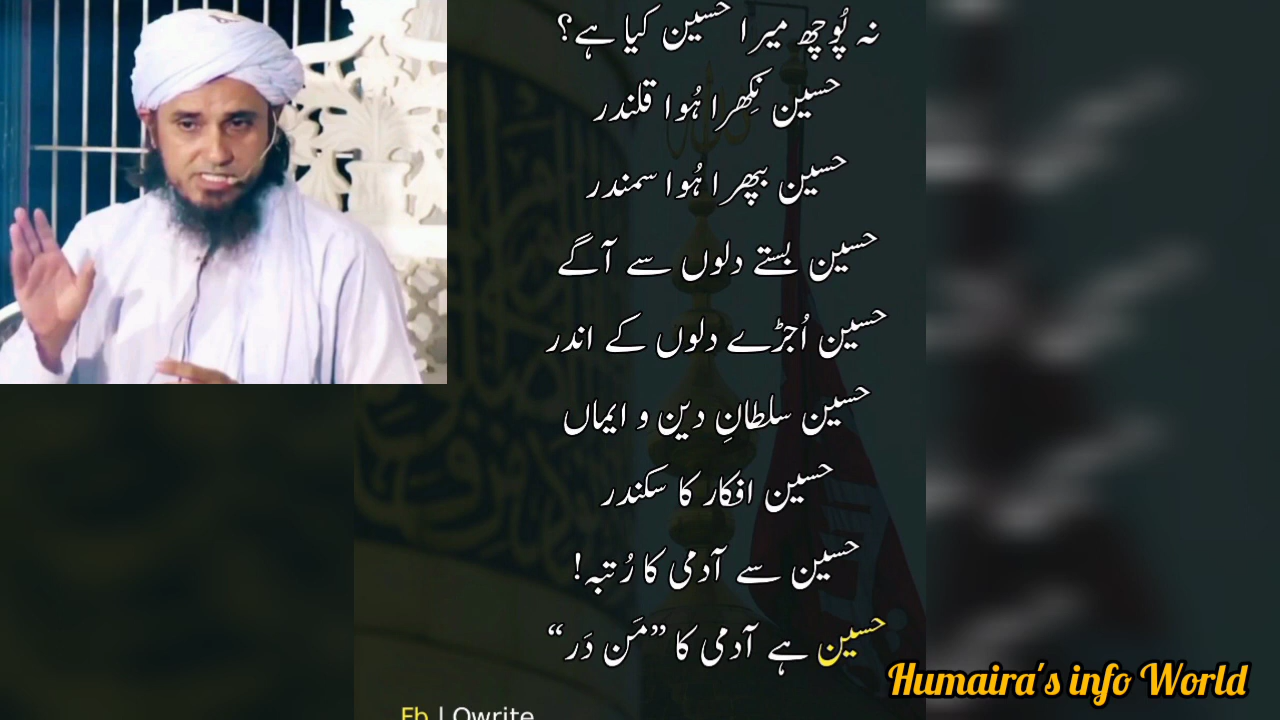 نہ پُوچھ میرا حسین کیا ہے؟
حسین نِکھرا ہُوا قلندر
حسین بپھرا ہُوا سمندر
حسین بستے دلوں سے آگے
حسین اُجڑے دلوں کے اندر
حسین سلطانِ دین و ایماں
حسین افکار کا سکندر
حسین سے آدمی کا رُتبہ!
حسین ہے آدمی کا ”مَن دَر“
Humaira's info World
Fb | Qwrite